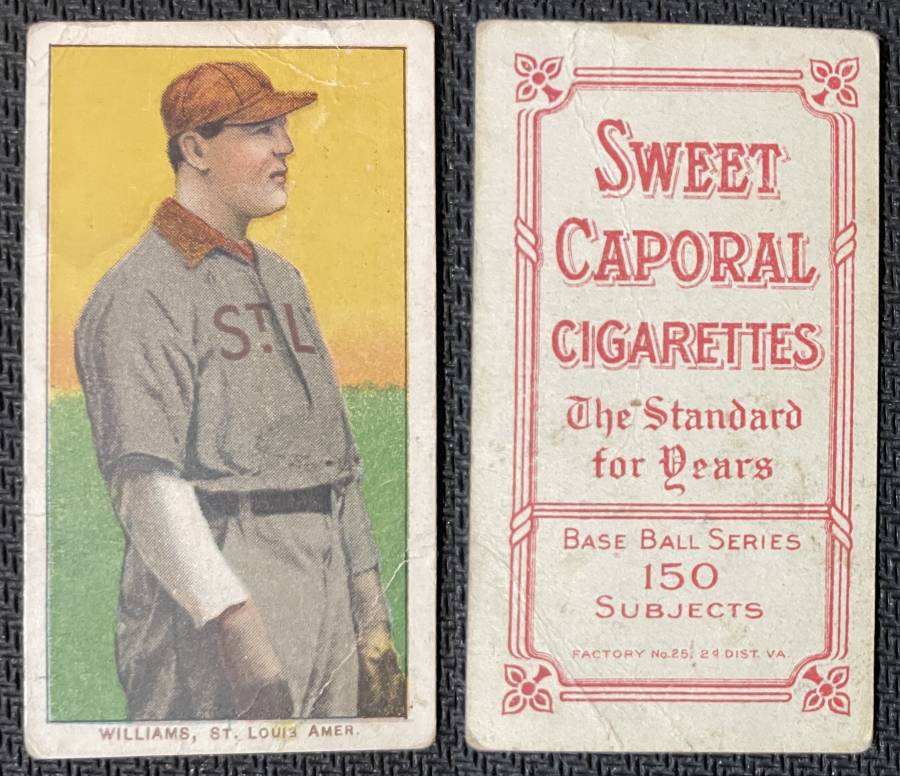 ST. L
WILLIAMS, ST. LOUIS AMER.
SWEET
CAPORAL
CIGARETTES
The Standard
for Years
BASE BALL SERIES
150
SUBJECTS
FACTORY No. 25, 2d DIST. VA.